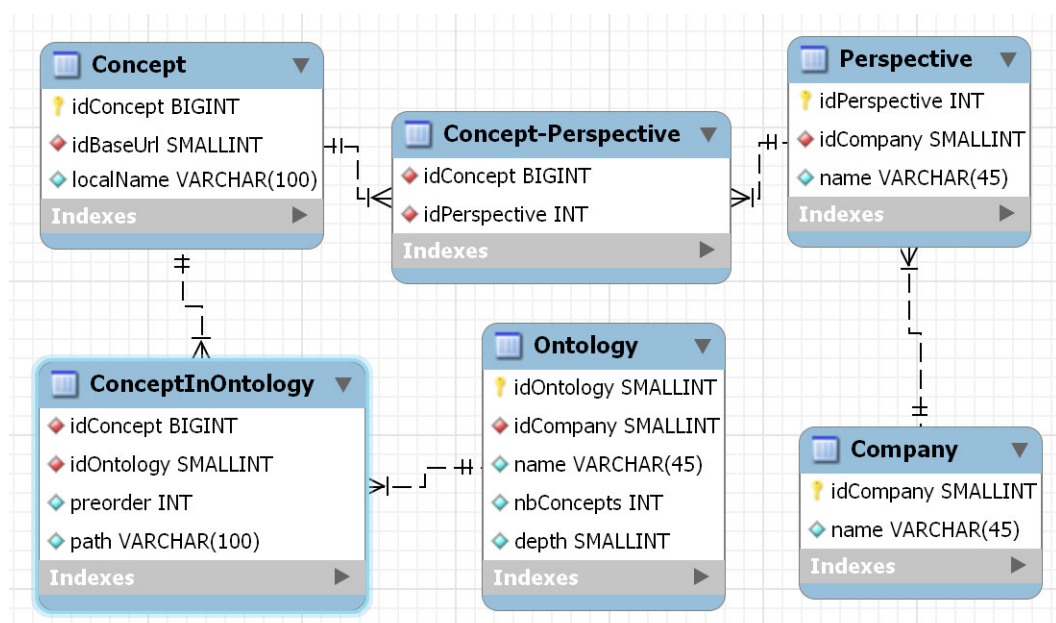 Concept
idConcept BIGINT
idBaseUrl SMALLINT
localName VARCHAR(100)
Indexes
Concept-Perspective
idConcept BIGINT
idPerspective INT
Indexes
Perspective
idPerspective INT
idCompany SMALLINT
name VARCHAR(45)
Indexes
ConceptInOntology
idConcept BIGINT
idOntology SMALLINT
preorder INT
path VARCHAR(100)
Indexes
Ontology
idOntology SMALLINT
idCompany SMALLINT
name VARCHAR(45)
nbConcepts INT
depth SMALLINT
Indexes
Company
idCompany SMALLINT
name VARCHAR(45)
Indexes